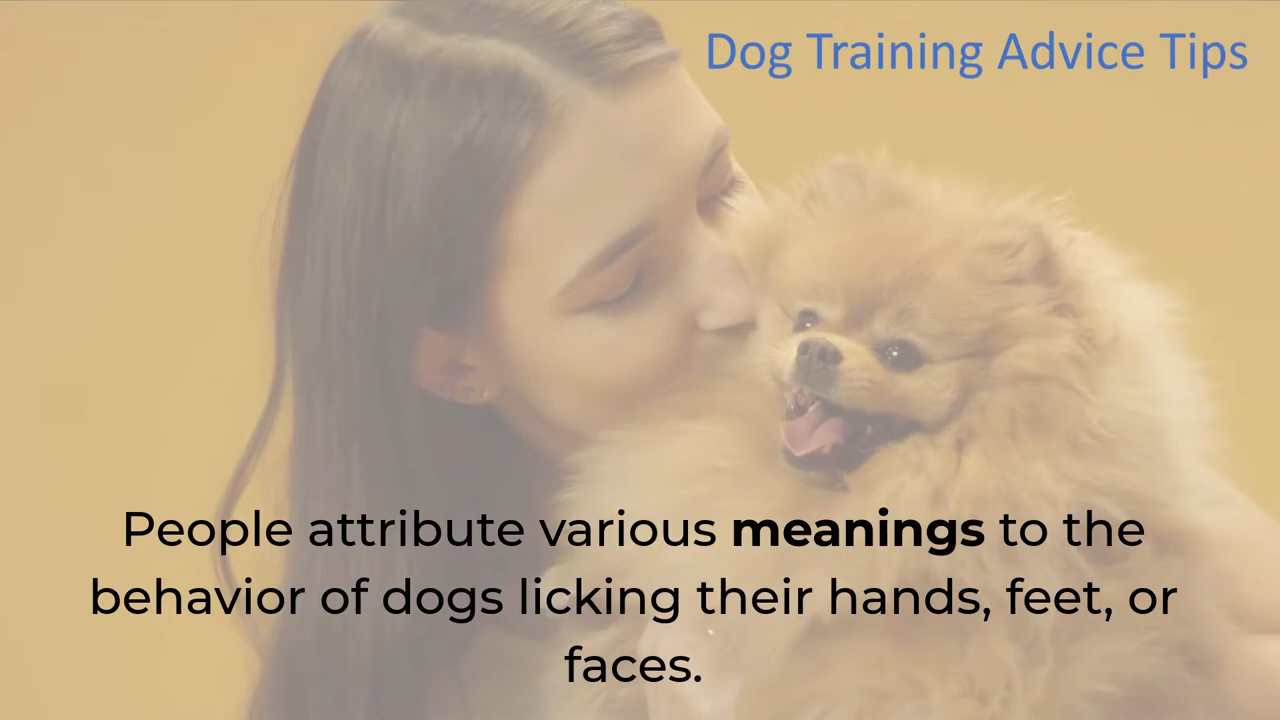 Dog Training Advice Tips
People attribute various meanings to the
behavior of dogs licking their hands, feet, or
faces.